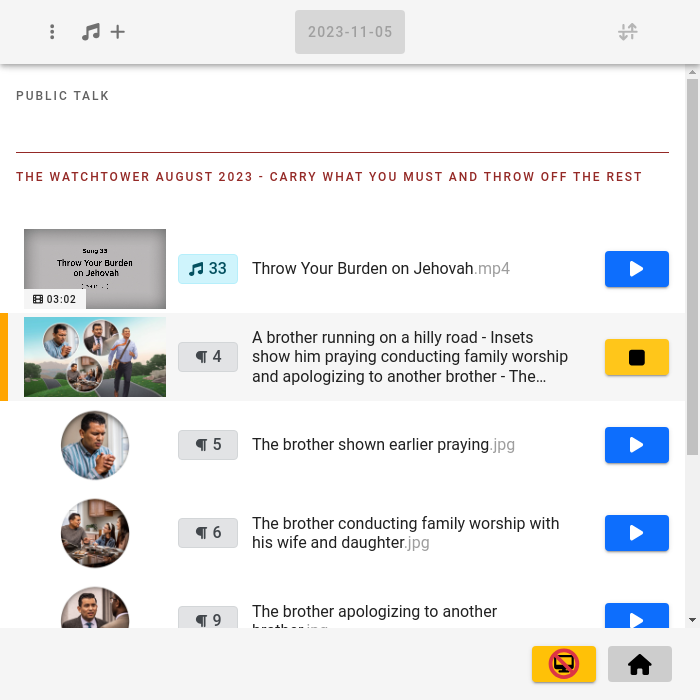 2023-11-05
PUBLIC TALK
THE WATCHTOWER AUGUST 2023 - CARRY WHAT YOU MUST AND THROW OFF THE REST
Song 33
Throw Your Burden
on Jehovah
03:02
33
Throw Your Burden on Jehovah.mp4
¶ 4
A brother running on a hilly road - Insets
show him praying conducting family worship
and apologizing to another brother - The…
¶ 5
The brother shown earlier praying.jpg
¶ 6
The brother conducting family worship with
his wife and daughter.jpg
¶ 9
The brother apologizing to another
brother.jpg